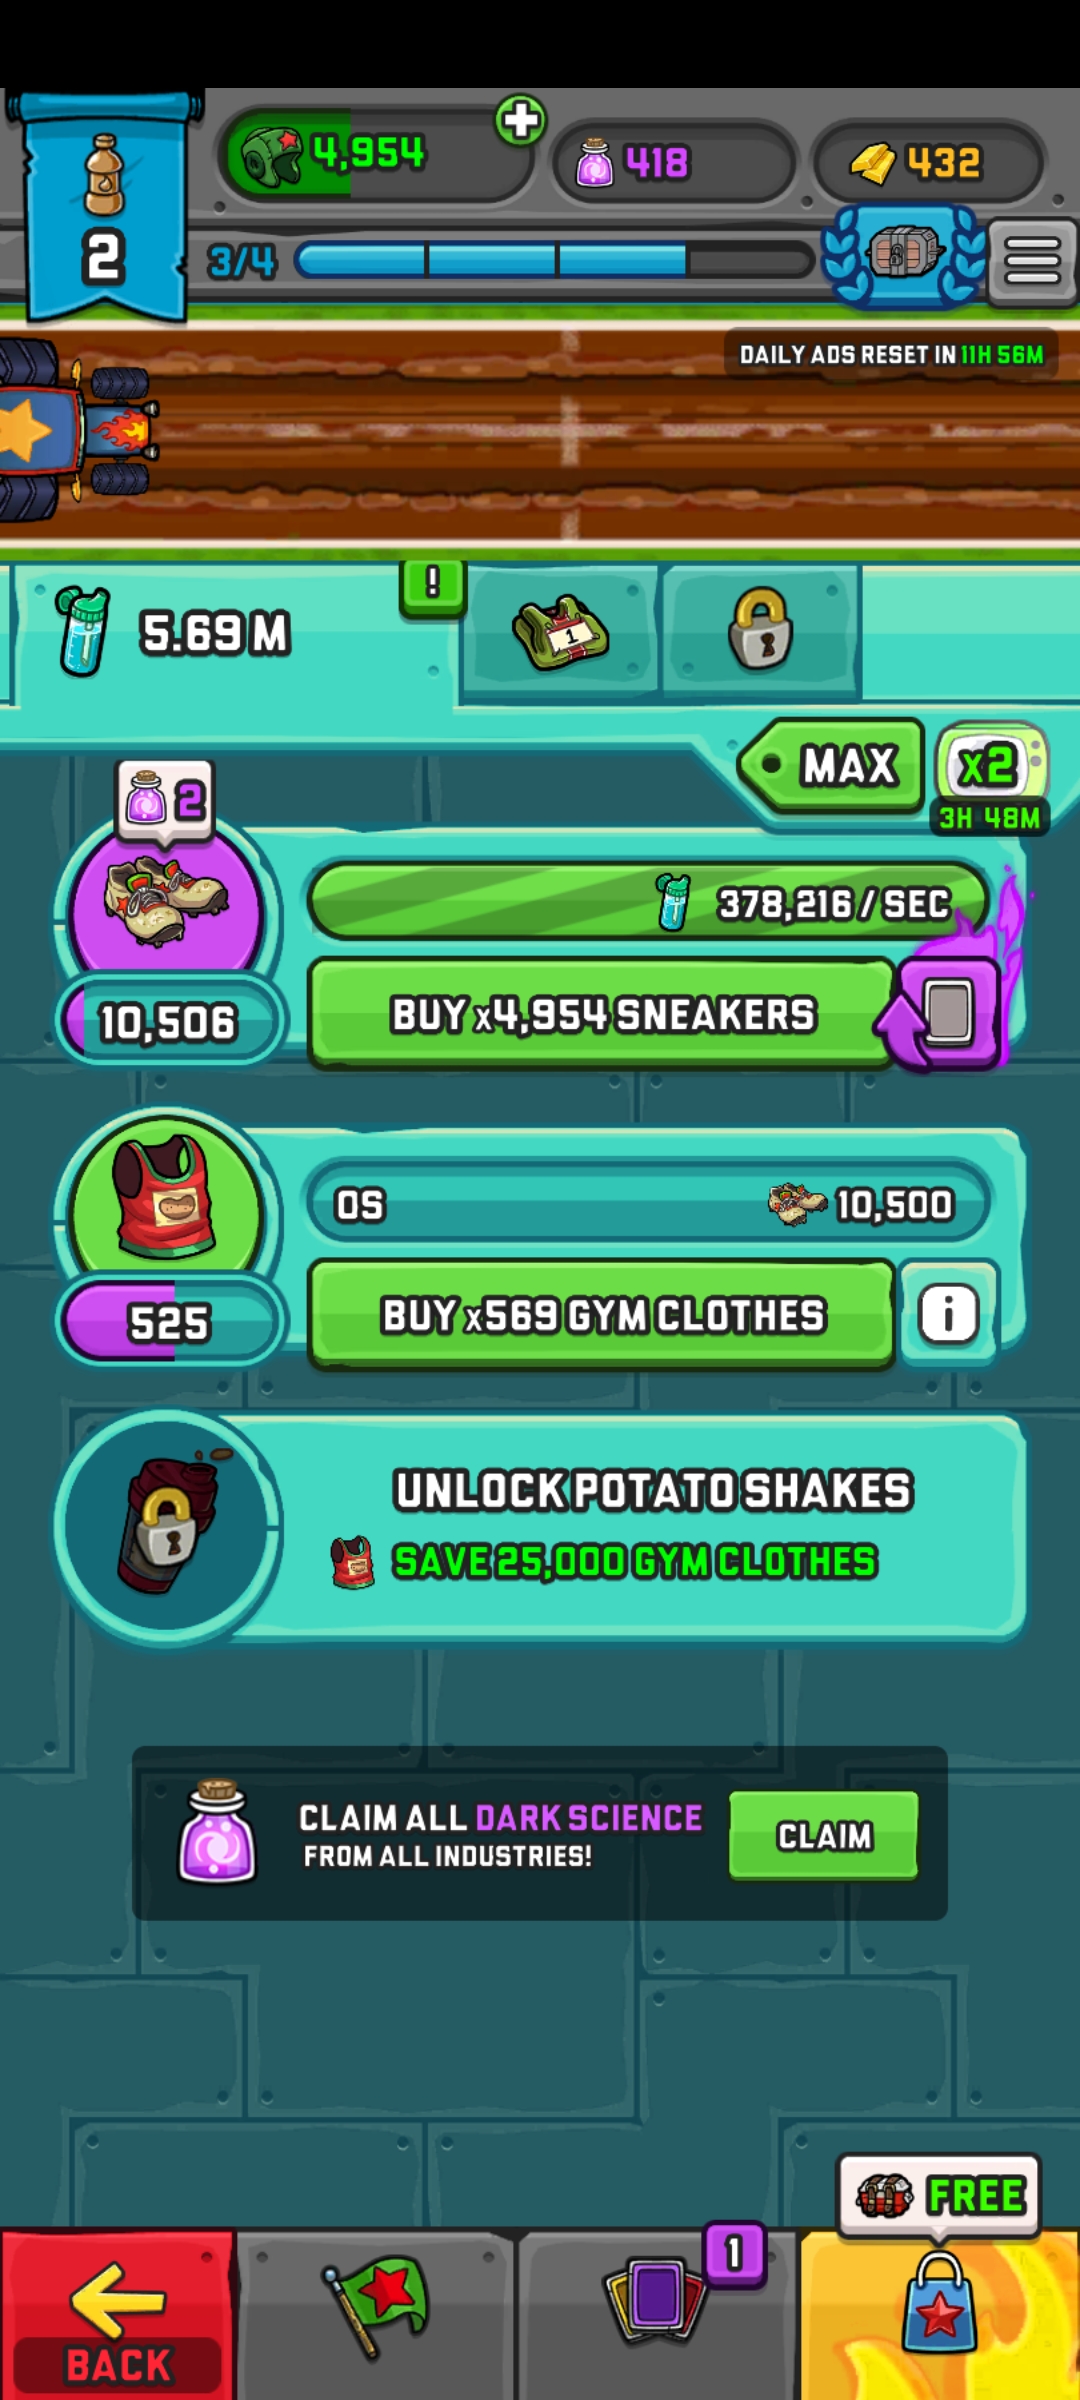 4,954
418
432
2
3/4
DAILY ADS RESET IN 11H 56M
5.69 M
!
1
MAX
x2
3H 48M
2
378,216 / SEC
10,506
BUY x4,954 SNEAKERS
0S
10,500
525
BUY x569 GYM CLOTHES
i
UNLOCK POTATO SHAKES
SAVE 25,000 GYM CLOTHES
CLAIM ALL DARK SCIENCE
FROM ALL INDUSTRIES!
CLAIM
FREE
1
BACK